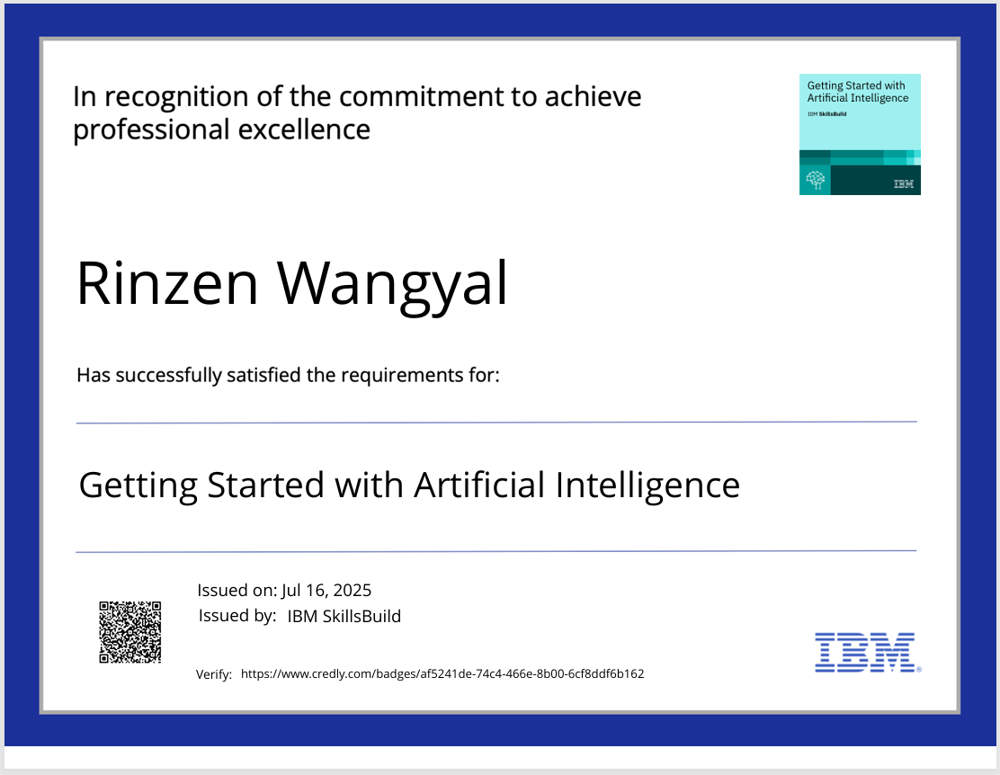 In recognition of the commitment to achieve
professional excellence
Getting Started with
Artificial Intelligence
IBM SkillsBuild
IBM
Rinzen Wangyal
Has successfully satisfied the requirements for:
Getting Started with Artificial Intelligence
Issued on: Jul 16, 2025
Issued by: IBM SkillsBuild
Verify: https://www.credly.com/badges/af5241de-74c4-466e-8b00-6cf8ddf6b162
IBM®